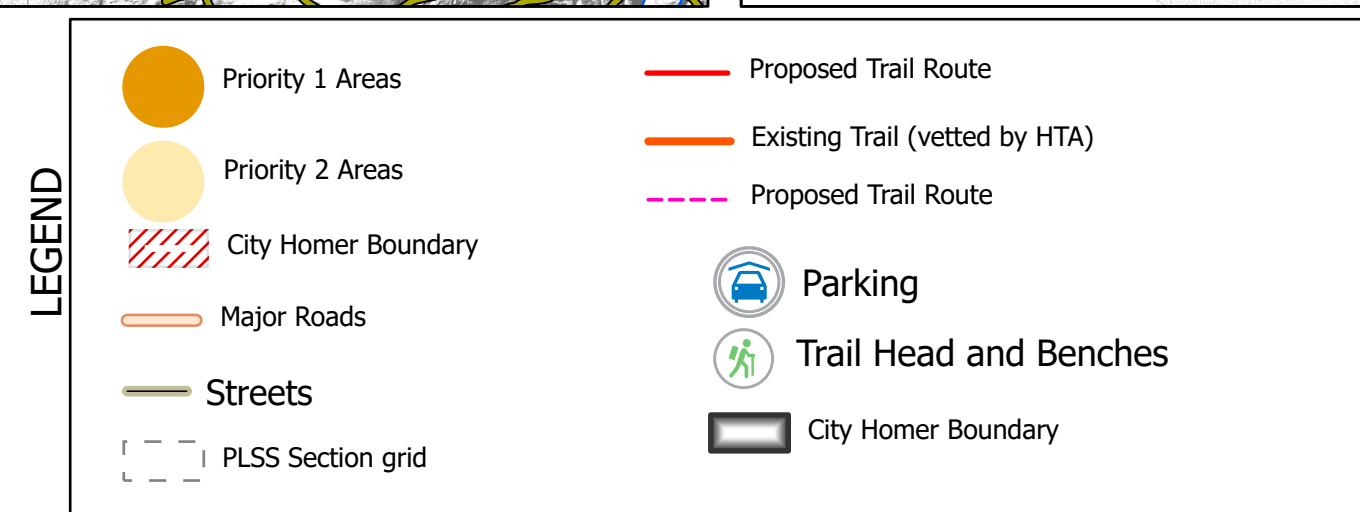 LEGEND
Priority 1 Areas
Priority 2 Areas
City Homer Boundary
Major Roads
Streets
PLSS Section grid
Proposed Trail Route
Existing Trail (vetted by HTA)
Proposed Trail Route
Parking
Trail Head and Benches
City Homer Boundary